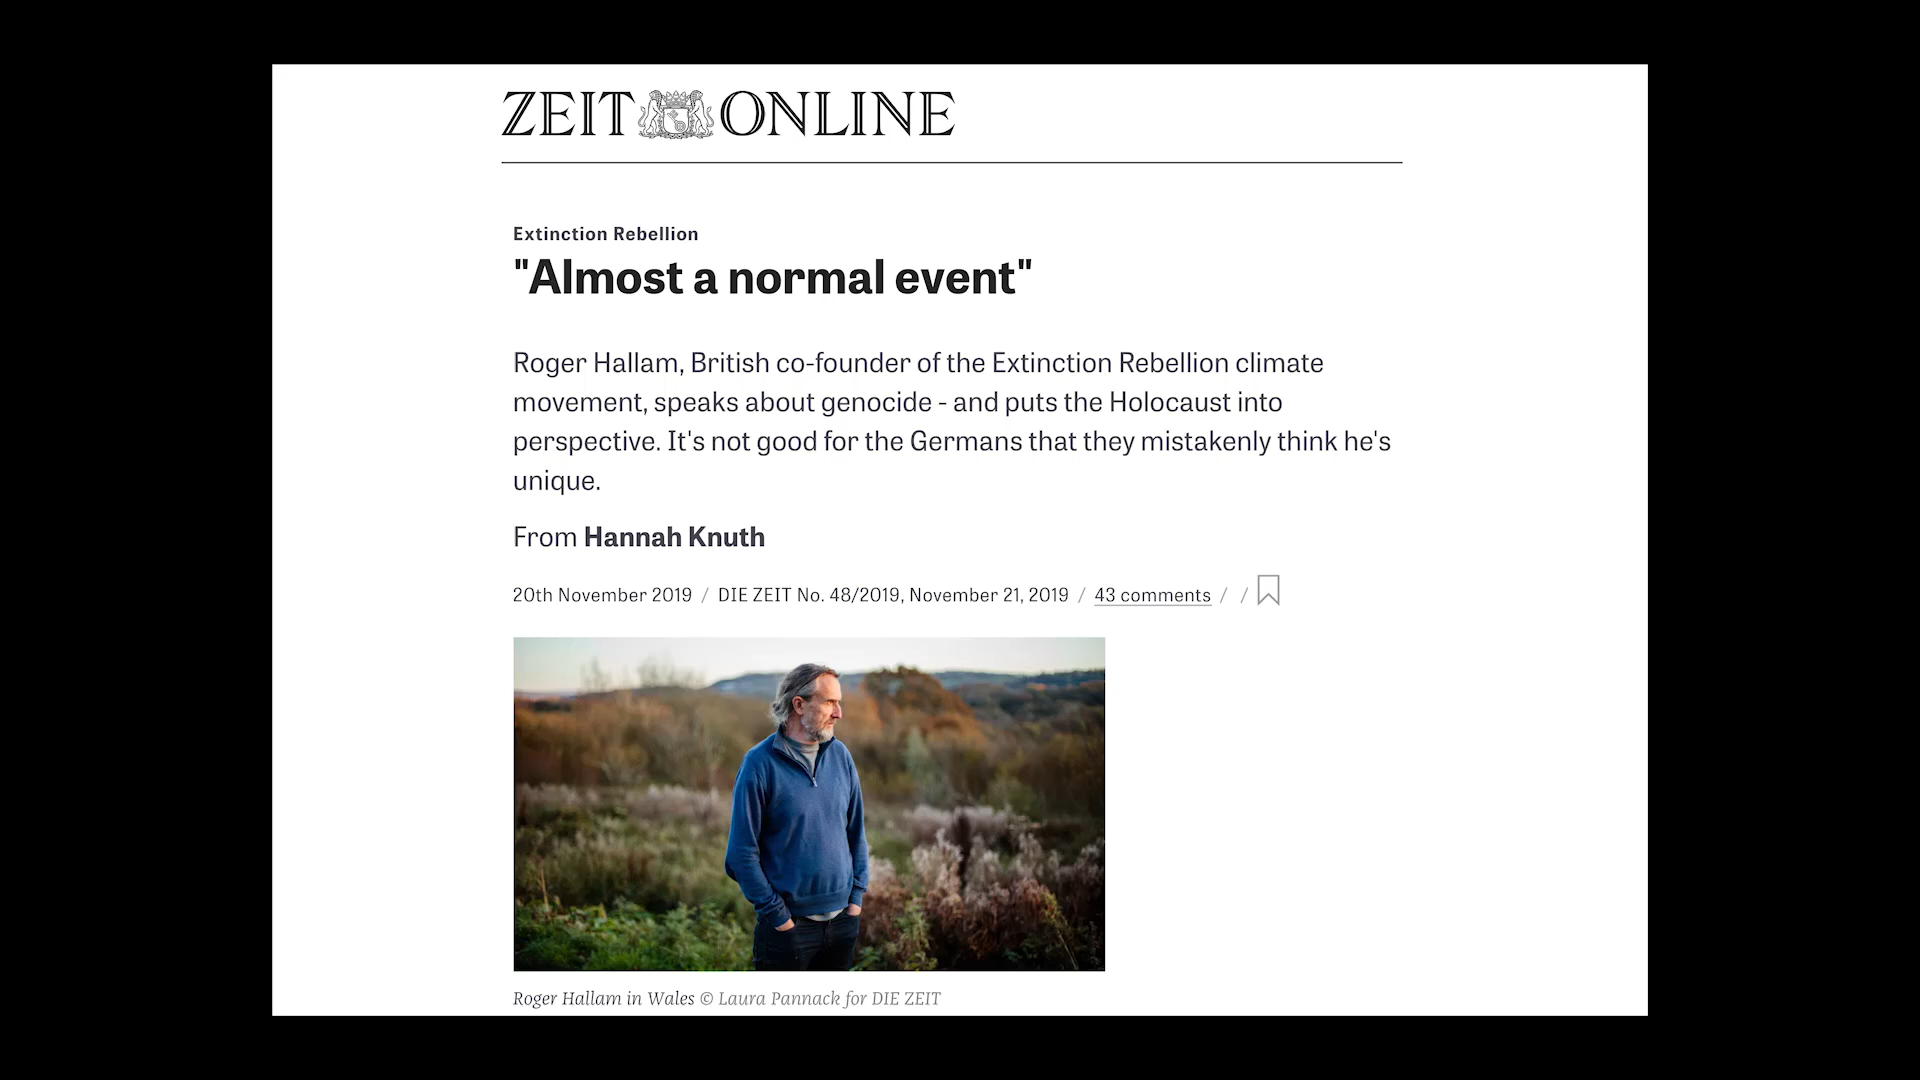 ZEIT ONLINE
Extinction Rebellion
"Almost a normal event"
Roger Hallam, British co-founder of the Extinction Rebellion climate
movement, speaks about genocide - and puts the Holocaust into
perspective. It's not good for the Germans that they mistakenly think he's
unique.
From Hannah Knuth
20th November 2019 / DIE ZEIT No. 48/2019, November 21, 2019 / 43 comments / /
Roger Hallam in Wales © Laura Pannack for DIE ZEIT